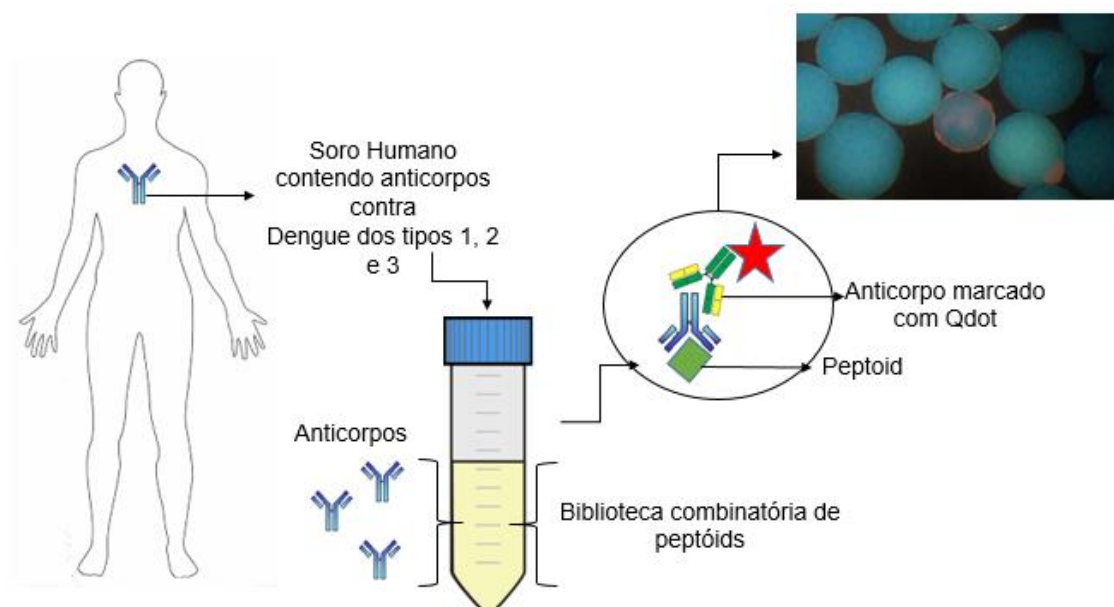 Soro Humano
contendo anticorpos
contra
Dengue dos tipos 1, 2
e 3
Anticorpo marcado
com Qdot
Peptoid
Anticorpos
Biblioteca combinatória de
peptóids